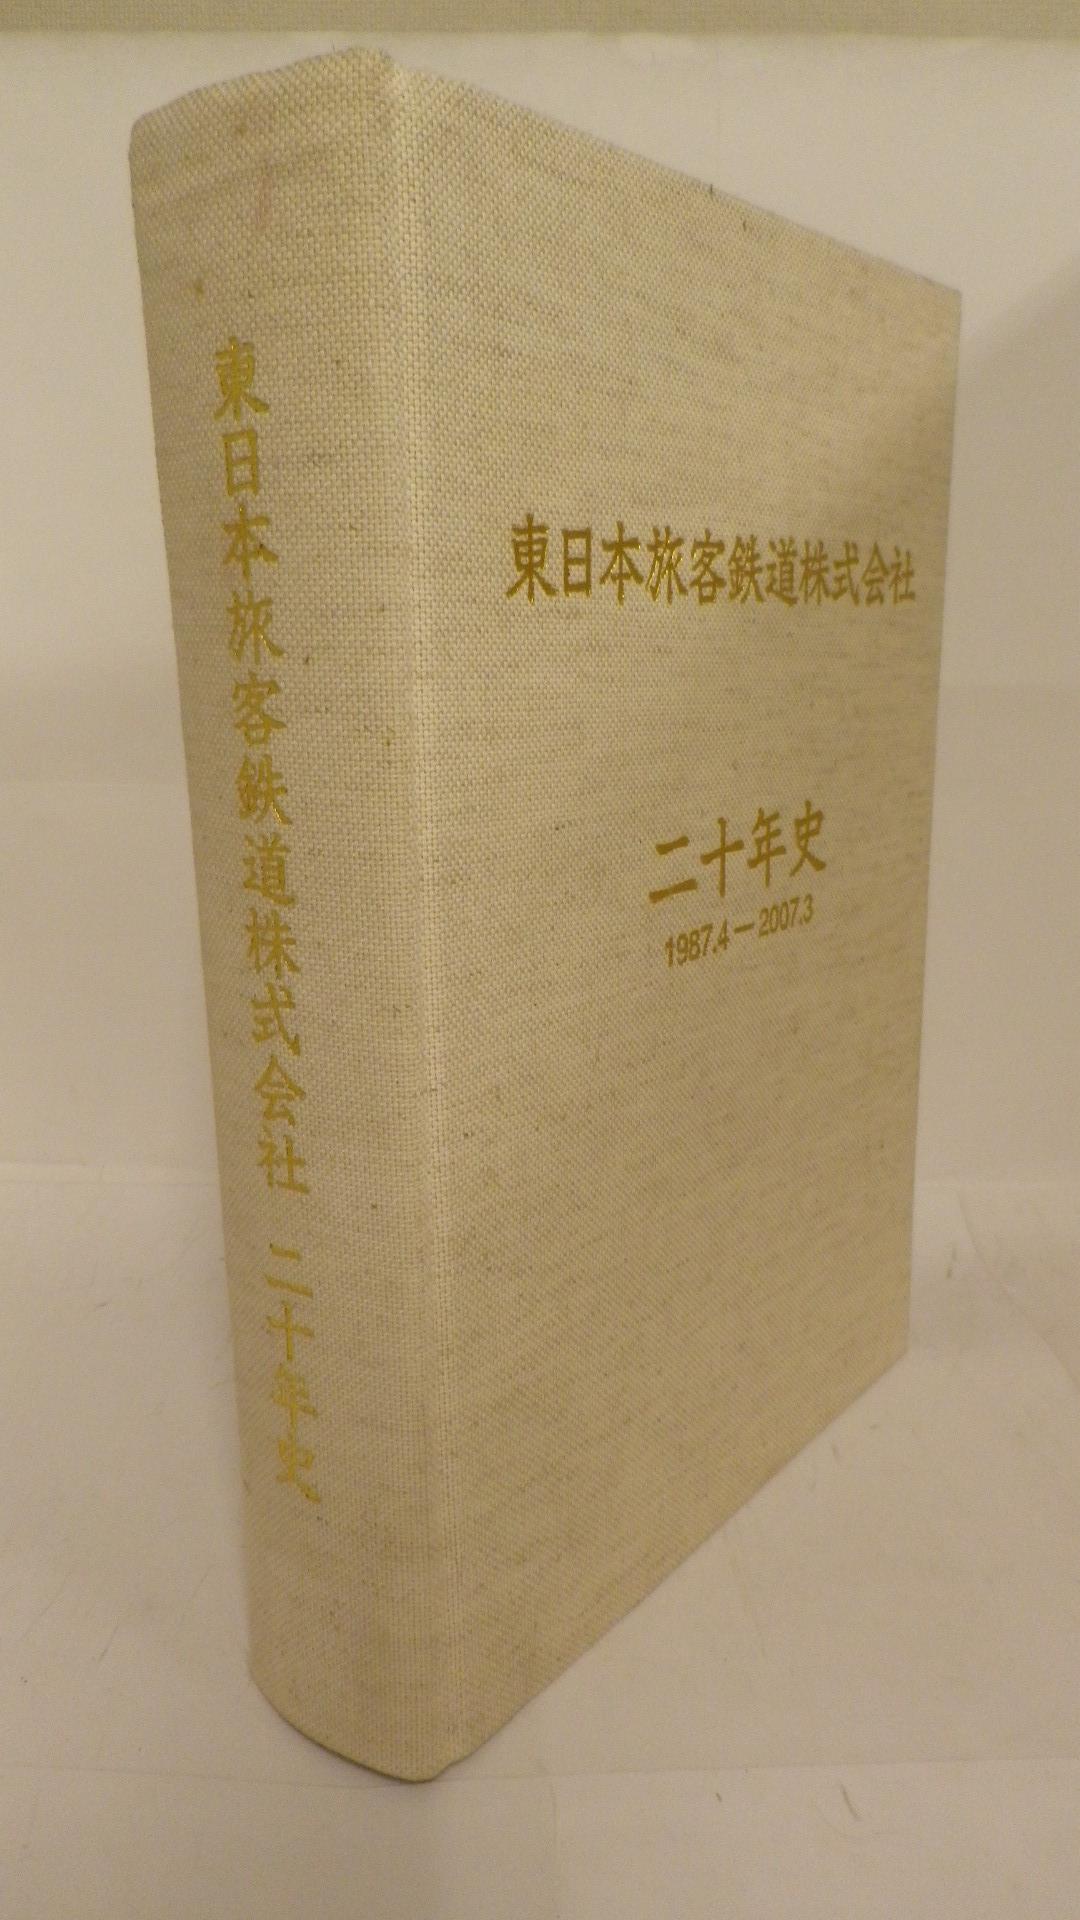 東日本旅客鉄道株式会社 二十年史
東日本旅客鉄道株式会社
二十年史
1987.4－2007.3